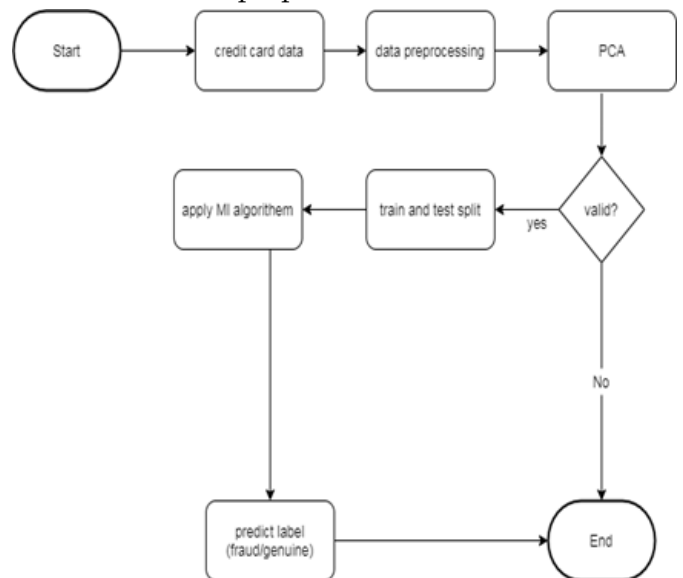 Start
credit card data
data preprocessing
PCA
valid?
yes
train and test split
apply Ml algorithem
No
predict label
(fraud/genuine)
End